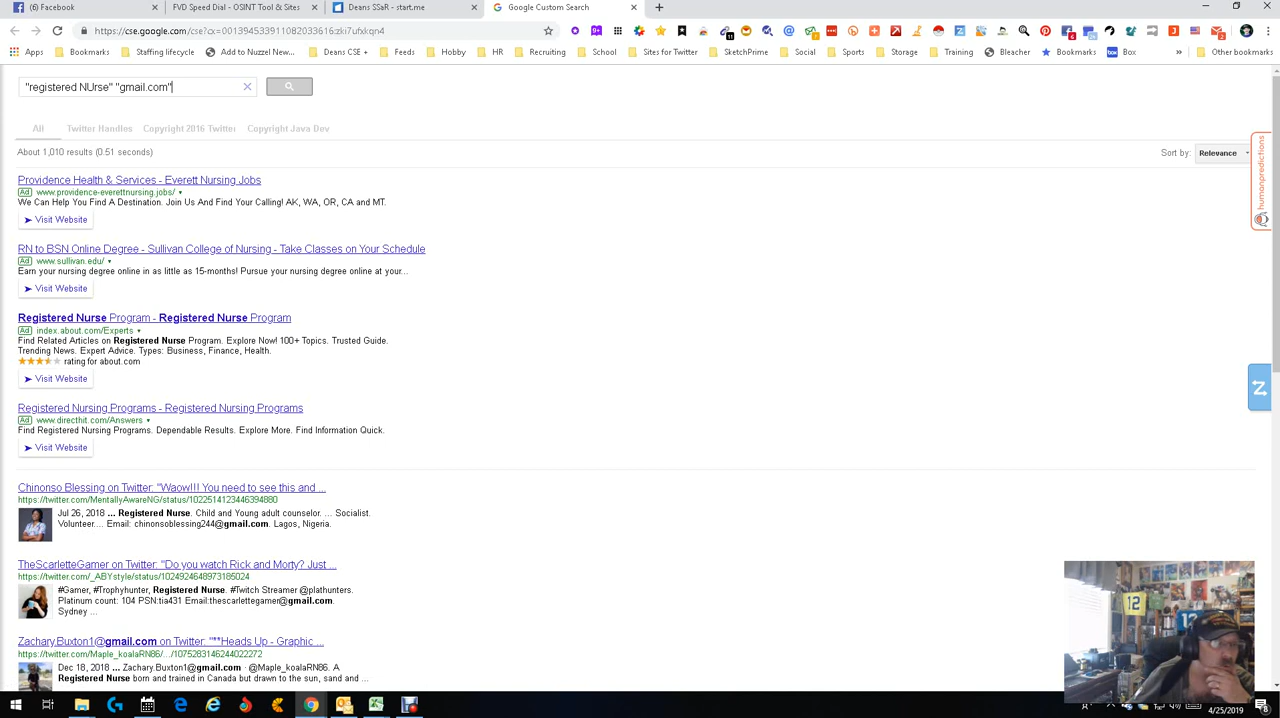 (6) Facebook
FVD Speed Dial - OSINT Tool & Sites
Deans SSaR - start.me
Google Custom Search
https://cse.google.com/cse?cx=001394533911082033616:zki7ufxkqn4
Apps
Bookmarks
Staffing lifecycle
Add to Nuzzel New...
Deans CSE
Feeds
Hobby
HR
Recruiting
School
Sites for Twitter
SketchPrime
Social
Sports
Storage
Training
Bleacher
Bookmarks
Box
Other bookmarks
"registered NUrse" "gmail.com"
All
Twitter Handles
Copyright 2016 Twitter
Copyright Java Dev
About 1,010 results (0.51 seconds)
Sort by:
Relevance
humanpredictions
Providence Health & Services - Everett Nursing Jobs
Ad www.providence-everettnursing.jobs/
We Can Help You Find A Destination. Join Us And Find Your Calling! AK, WA, OR, CA and MT.
Visit Website
RN to BSN Online Degree - Sullivan College of Nursing - Take Classes on Your Schedule
Ad www.sullivan.edu/
Earn your nursing degree online in as little as 15-months! Pursue your nursing degree online at your...
Visit Website
Registered Nurse Program - Registered Nurse Program
Ad index.about.com/Experts
Find Related Articles on Registered Nurse Program. Explore Now! 100+ Topics. Trusted Guide.
Trending News. Expert Advice. Types: Business, Finance, Health.
rating for about.com
Visit Website
Registered Nursing Programs - Registered Nursing Programs
Ad www.directhit.com/Answers
Find Registered Nursing Programs. Dependable Results. Explore More. Find Information Quick.
Visit Website
Chinonso Blessing on Twitter: "Waow!!! You need to see this and ...
https://twitter.com/MentallyAwareNG/status/1022514123446394880
Jul 26, 2018 ... Registered Nurse. Child and Young adult counselor. ... Socialist.
Volunteer.... Email: chinonsoblessing244@gmail.com. Lagos, Nigeria.
TheScarletteGamer on Twitter: "Do you watch Rick and Morty? Just ...
https://twitter.com/_ABYstyle/status/1024924648973185024
#Gamer, #Trophyhunter, Registered Nurse. #Twitch Streamer @plathunters.
Platinum count: 104 PSN:tia431 Email:thescarlettegamer@gmail.com.
Sydney ...
Zachary.Buxton1@gmail.com on Twitter: "**Heads Up - Graphic ...
https://twitter.com/Maple_koalaRN86/.../1075283146244022272
Dec 18, 2018 ... Zachary.Buxton1@gmail.com · @Maple_koalaRN86. A
Registered Nurse born and trained in Canada but drawn to the sun, sand and ...
12
4/25/2019